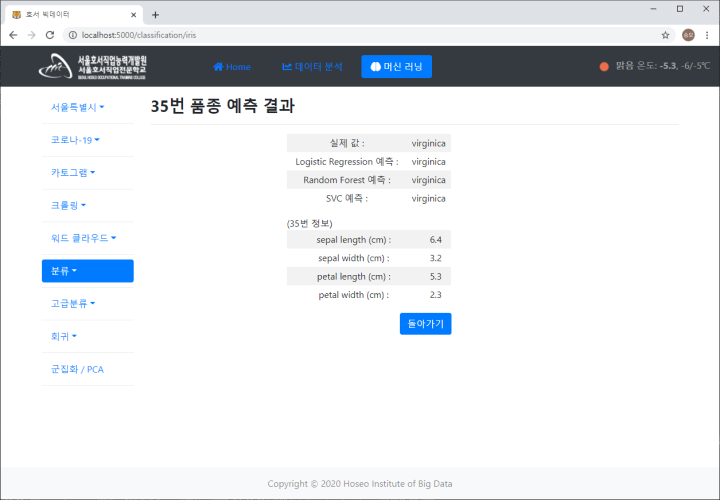 호서 빅데이터
localhost:5000/classification/iris
송모
서울호서직업능력개발원
서울호서직업전문학교
SEOUL HOSEO OCCUPATIONAL TRAINING COLLEGE
Home
데이터 분석
머신 러닝
맑음 온도: -5.3, -6/-5℃
서울특별시
코로나-19
카토그램
크롤링
워드 클라우드
분류
고급분류
회귀
군집화 / PCA
35번 품종 예측 결과
실제 값 : virginica
Logistic Regression 예측 : virginica
Random Forest 예측 : virginica
SVC 예측 : virginica
(35번 정보)
sepal length (cm) : 6.4
sepal width (cm) : 3.2
petal length (cm) : 5.3
petal width (cm) : 2.3
돌아가기
Copyright © 2020 Hoseo Institute of Big Data